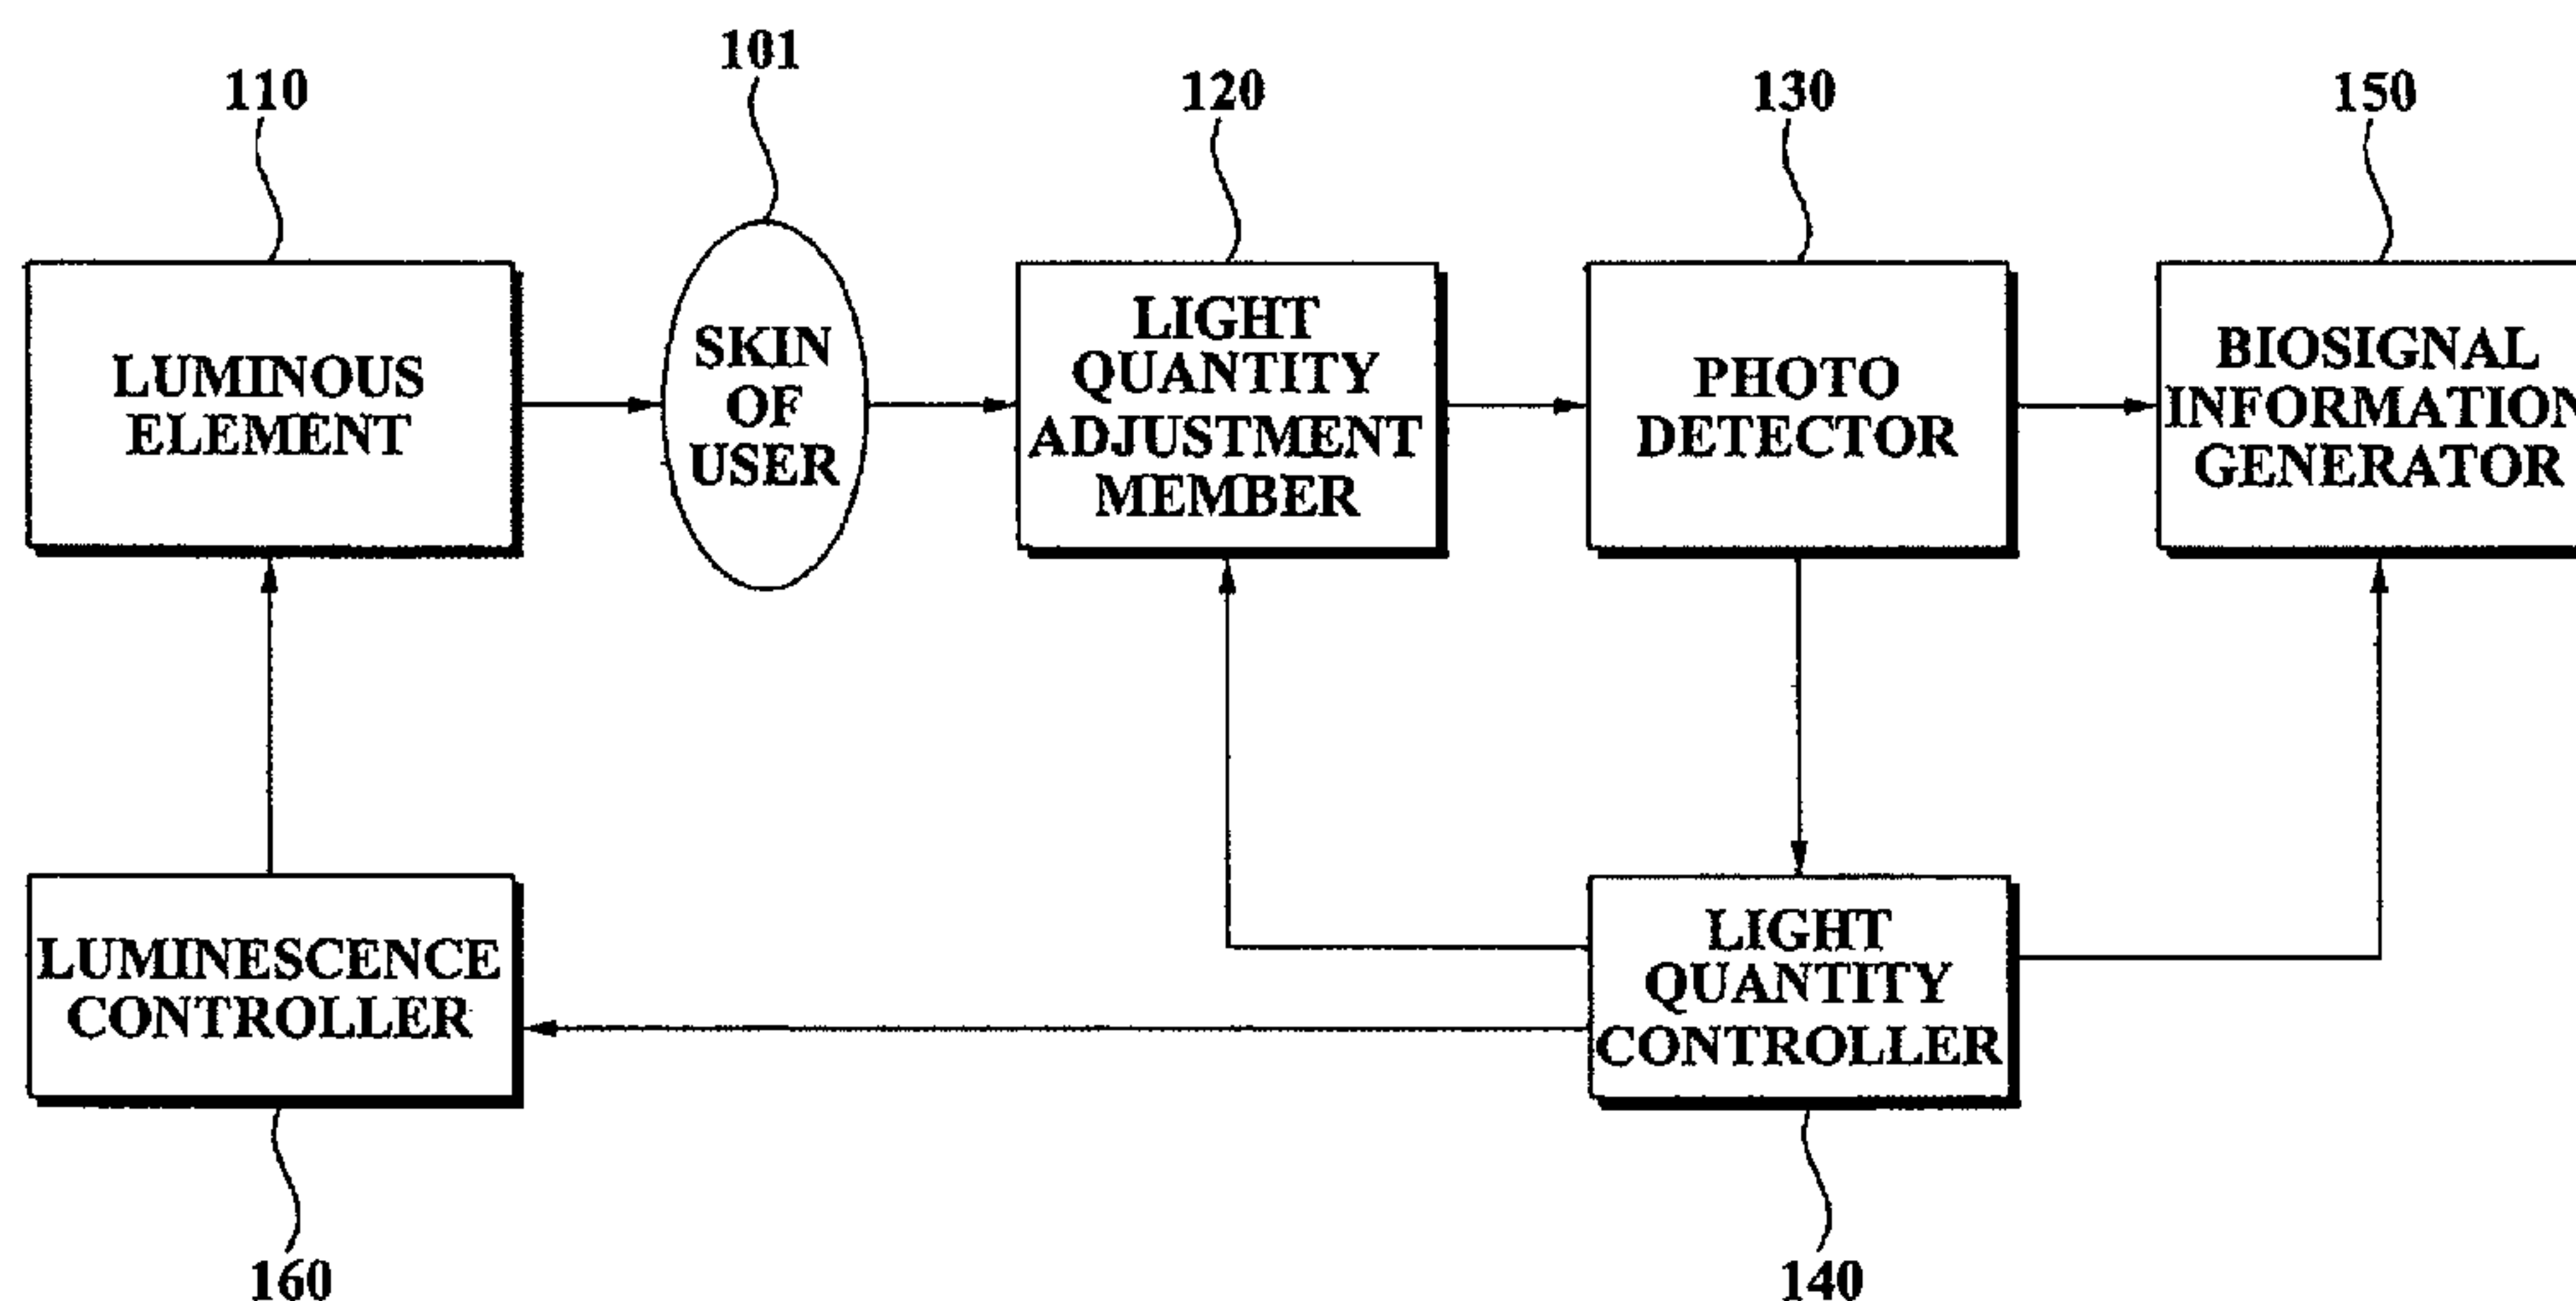 101
110
120
130
150
LUMINOUS
ELEMENT
SKIN
OF
USER
LIGHT
QUANTITY
ADJUSTMENT
MEMBER
PHOTO
DETECTOR
BIOSIGNAL
INFORMATION
GENERATOR
LUMINESCENCE
CONTROLLER
LIGHT
QUANTITY
CONTROLLER
160
140